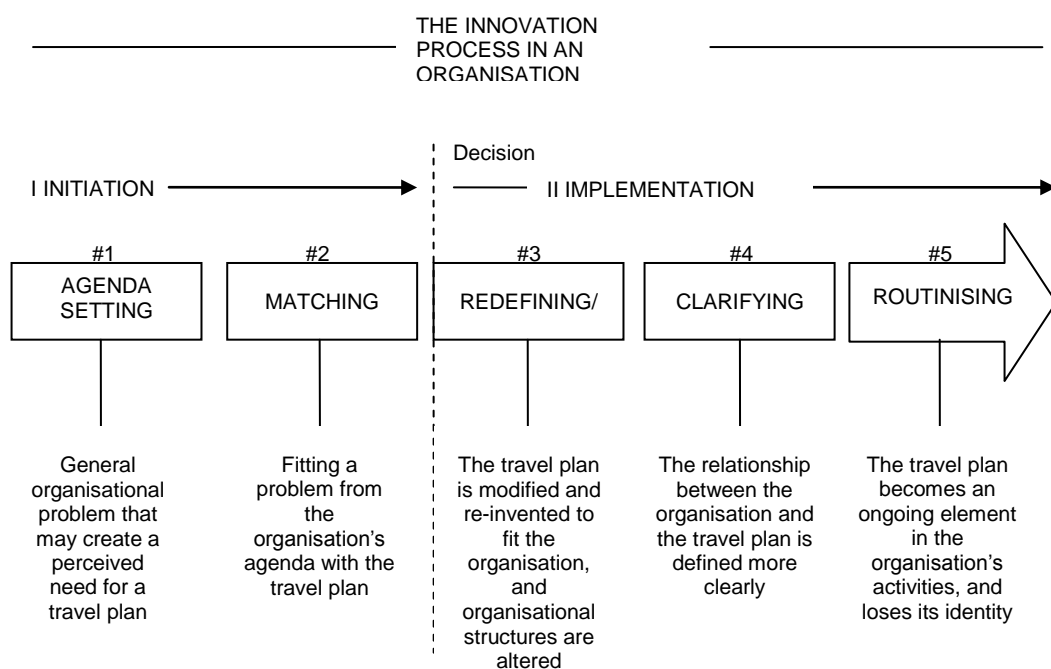 THE INNOVATION
PROCESS IN AN
ORGANISATION
Decision
I INITIATION
II IMPLEMENTATION
#1
AGENDA
SETTING
#2
MATCHING
#3
REDEFINING/
#4
CLARIFYING
#5
ROUTINISING
General
organisational
problem that
may create a
perceived
need for a
travel plan
Fitting a
problem from
the
organisation’s
agenda with the
travel plan
The travel plan
is modified and
re-invented to
fit the
organisation,
and
organisational
structures are
altered
The relationship
between the
organisation and
the travel plan is
defined more
clearly
The travel plan
becomes an
ongoing element
in the
organisation’s
activities, and
loses its identity